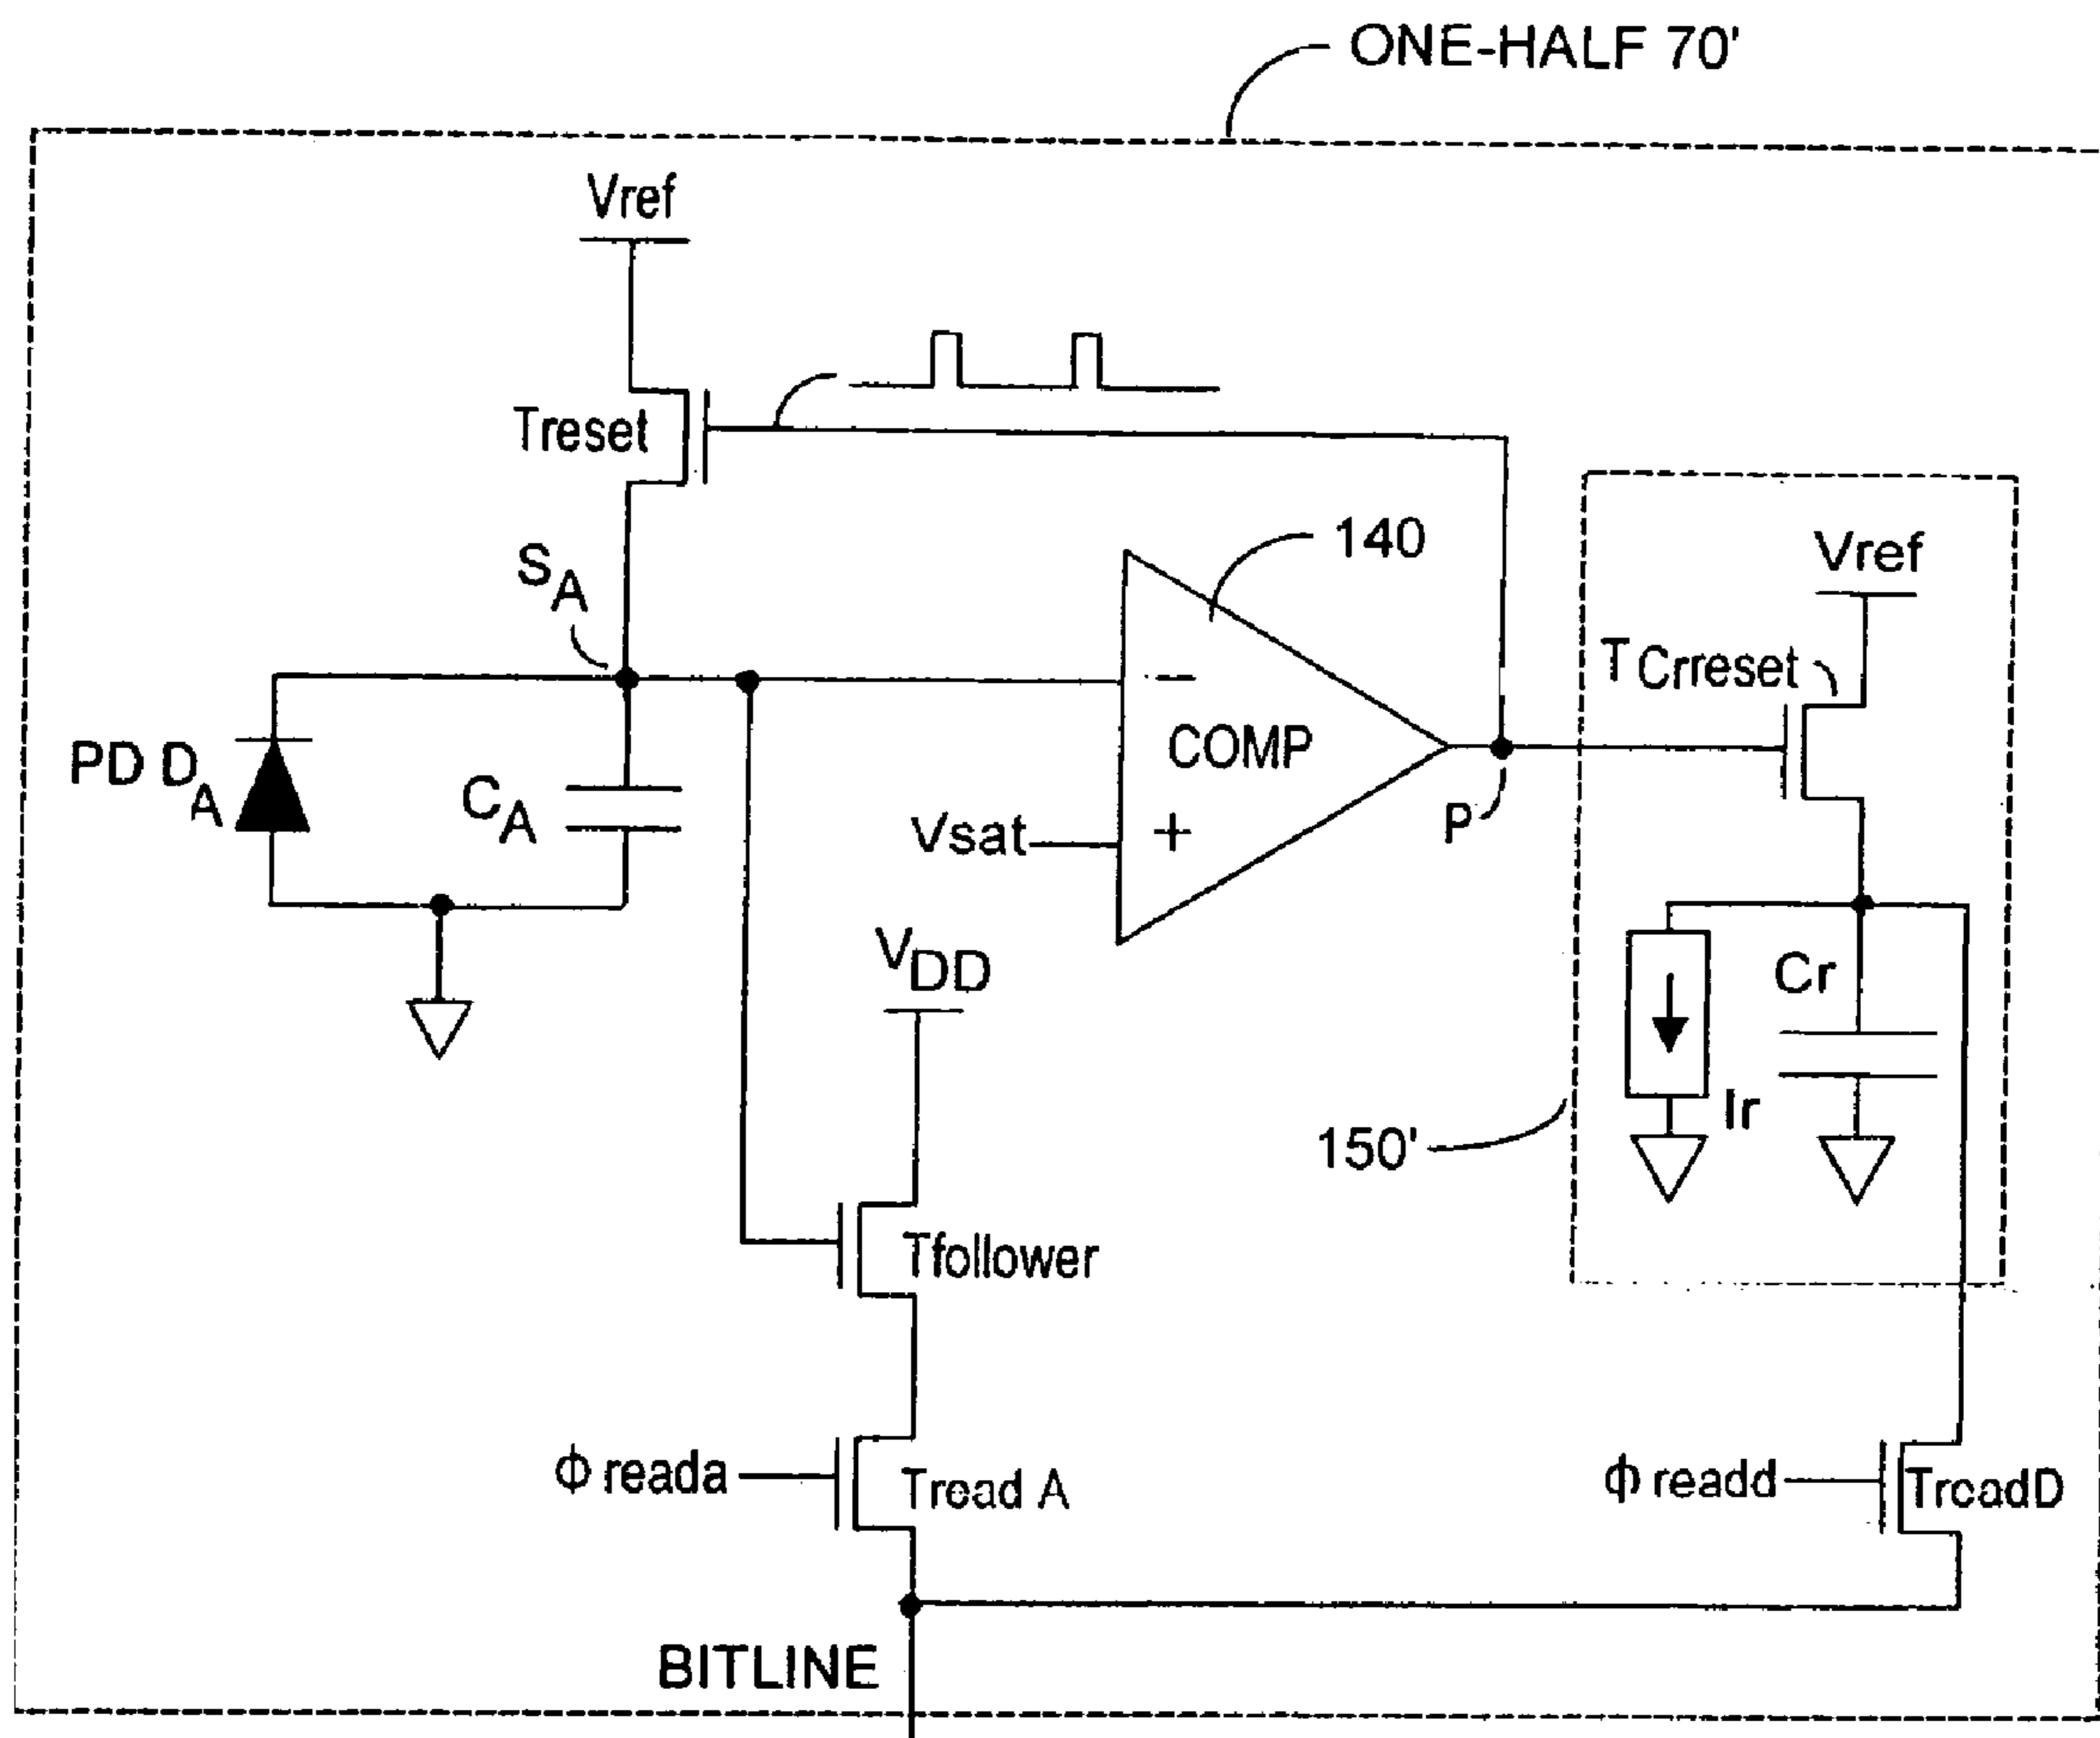 ONE-HALF 70'
Vref
Treset
SA
140
Vref
TCrreset
PD DA
CA
COMP
-
+
Vsat
P
VDD
Cr
Ir
150'
Tfollower
ϕ reada
Tread A
ϕ readd
TreadD
BITLINE